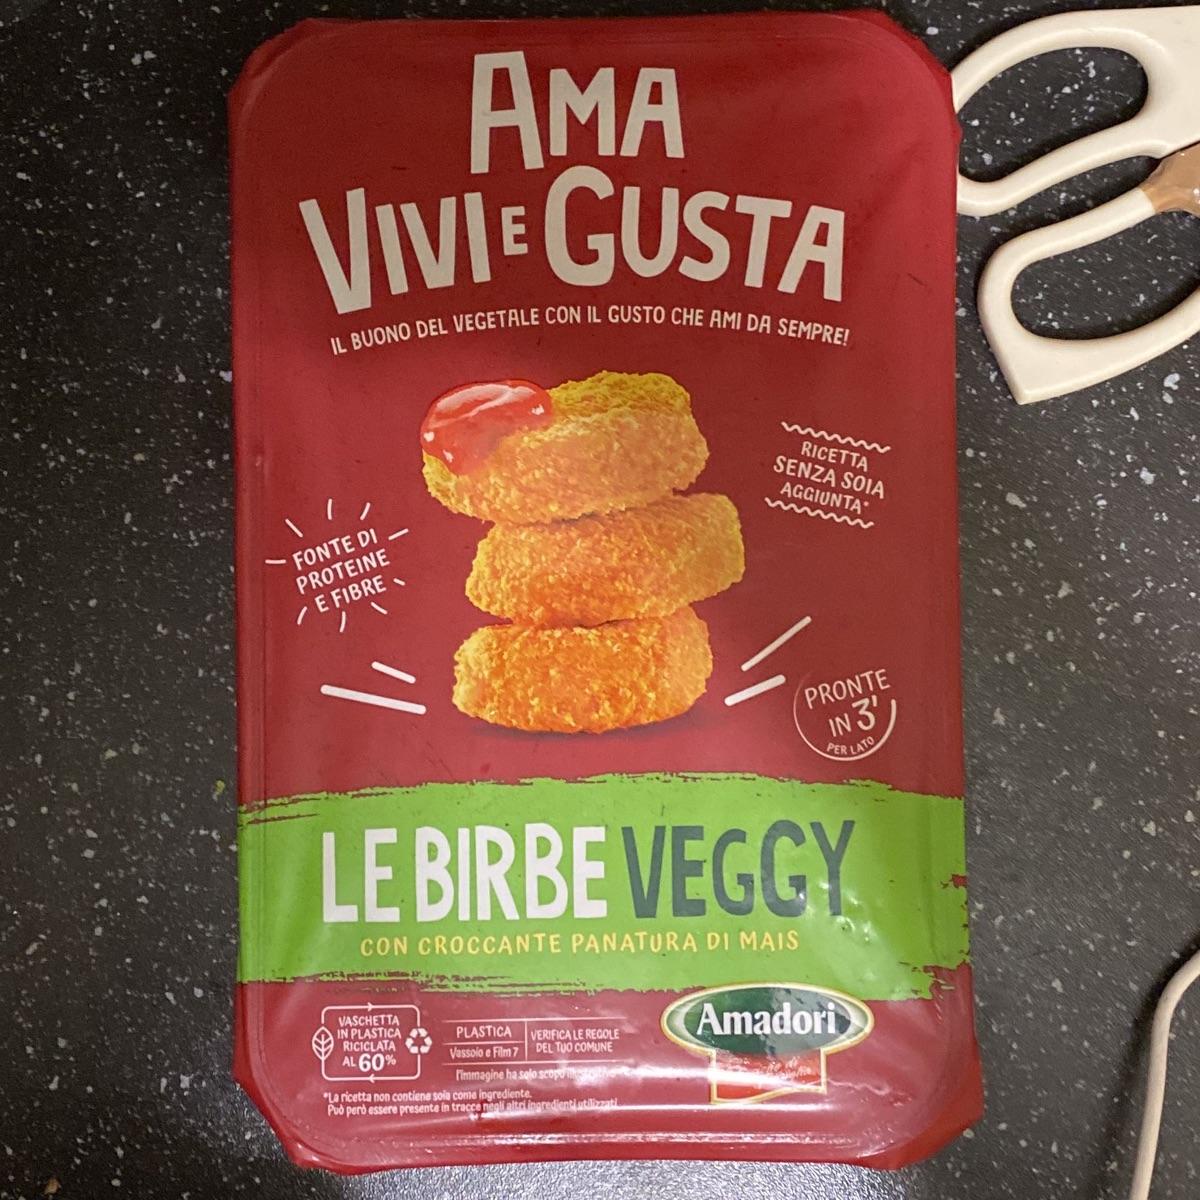 AMA
VIVI E GUSTA
IL BUONO DEL VEGETALE CON IL GUSTO CHE AMI DA SEMPRE!
RICETTA
SENZA SOIA
AGGIUNTA*
FONTE DI
PROTEINE
E FIBRE
PRONTE
IN 3'
PER LATO
LE BIRBE VEGGY
CON CROCCANTE PANATURA DI MAIS
VASCHETTA
IN PLASTICA
RICICLATA
AL 60%
PLASTICA
Vassoio e Film 7
VERIFICA LE REGOLE
DEL TUO COMUNE
l'immagine ha solo scopo illustrativo
Amadori
*La ricetta non contiene soia come ingrediente.
Può però essere presente in tracce negli altri ingredienti utilizzati.